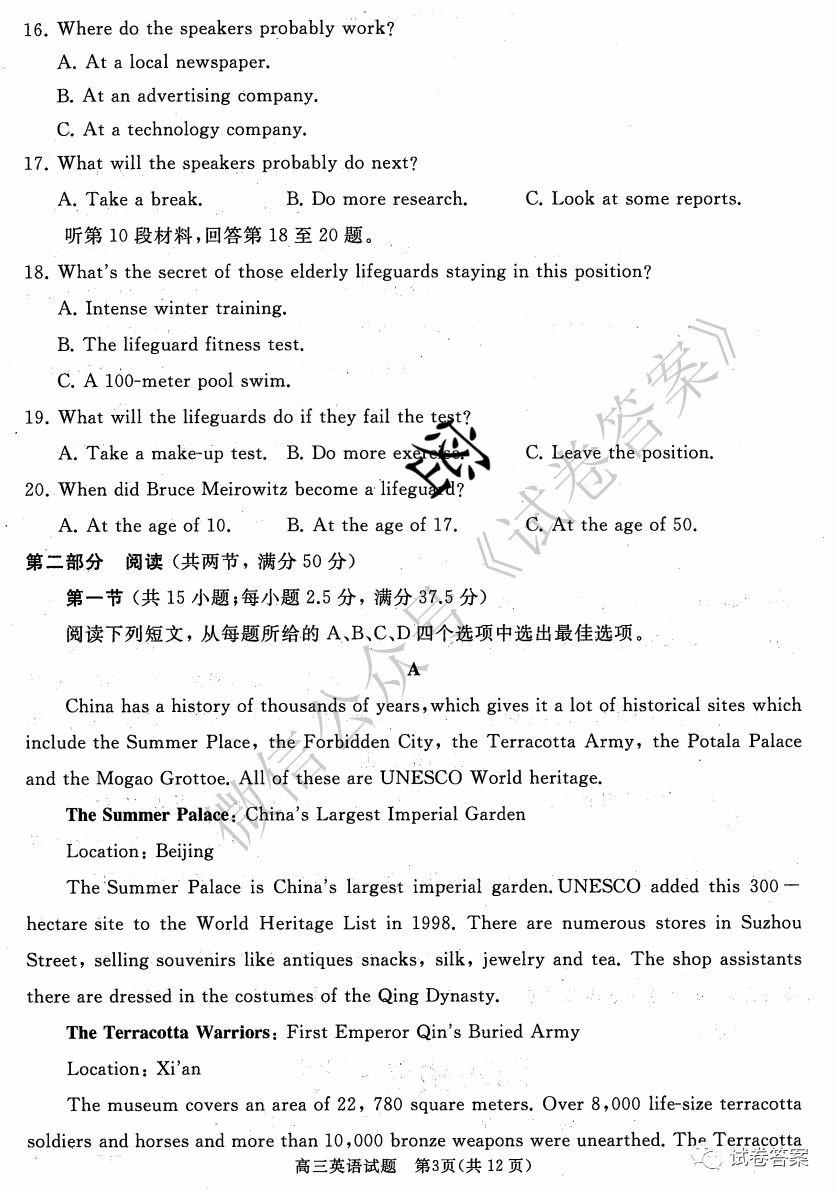 16. Where do the speakers probably work?
A. At a local newspaper.
B. At an advertising company.
C. At a technology company.
17. What will the speakers probably do next?
A. Take a break. B. Do more research. C. Look at some reports.
听第 10 段材料,回答第 18 至 20 题。
18. What's the secret of those elderly lifeguards staying in this position?
A. Intense winter training.
B. The lifeguard fitness test.
C. A 100-meter pool swim.
19. What will the lifeguards do if they fail the test?
A. Take a make-up test. B. Do more exercise. C. Leave the position.
密
20. When did Bruce Meirowitz become a lifeguard?
A. At the age of 10. B. At the age of 17. C. At the age of 50.
第二部分 阅读(共两节,满分 50 分)
第一节(共 15 小题;每小题 2.5 分,满分 37.5 分)
阅读下列短文,从每题所给的 A、B、C、D四个选项中选出最佳选项。
A
China has a history of thousands of years,which gives it a lot of historical sites which
include the Summer Place, the Forbidden City, the Terracotta Army, the Potala Palace
and the Mogao Grottoe. All of these are UNESCO World heritage.
The Summer Palace: China's Largest Imperial Garden
Location: Beijing
The Summer Palace is China's largest imperial garden. UNESCO added this 300—
hectare site to the World Heritage List in 1998. There are numerous stores in Suzhou
Street, selling souvenirs like antiques snacks, silk, jewelry and tea. The shop assistants
there are dressed in the costumes of the Qing Dynasty.
The Terracotta Warriors: First Emperor Qin's Buried Army
Location: Xi'an
The museum covers an area of 22, 780 square meters. Over 8,000 life-size terracotta
soldiers and horses and more than 10,000 bronze weapons were unearthed. The Terracotta
高三英语试题 第3页(共 12 页)
微信公众号《试卷答案》
试卷答案